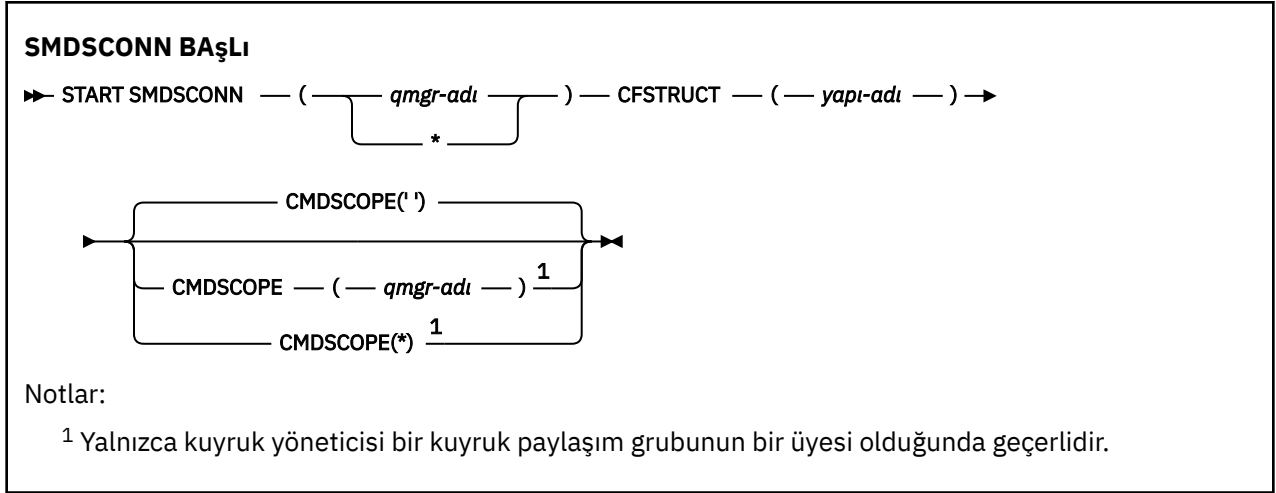 SMDSCONN BAşLı
START SMDSCONN ( qmgr-adı ) CFSTRUCT ( yapı-adı )
*
CMDSCOPE(' ')
CMDSCOPE ( qmgr-adı ) 1
CMDSCOPE(*) 1
Notlar:
1 Yalnızca kuyruk yöneticisi bir kuyruk paylaşım grubunun bir üyesi olduğunda geçerlidir.